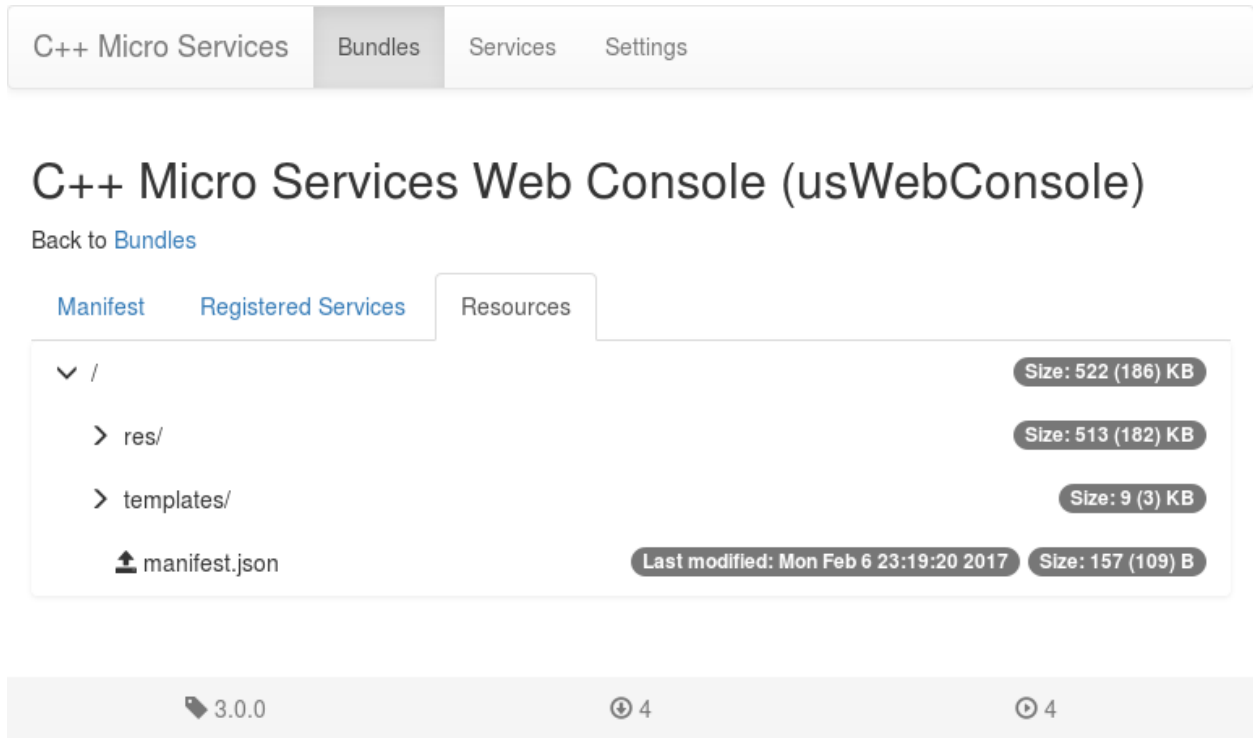 C++ Micro Services Bundles Services Settings
C++ Micro Services Web Console (usWebConsole)
Back to Bundles
Manifest Registered Services Resources
/ Size: 522 (186) KB
res/ Size: 513 (182) KB
templates/ Size: 9 (3) KB
manifest.json Last modified: Mon Feb 6 23:19:20 2017 Size: 157 (109) B
3.0.0 4 4